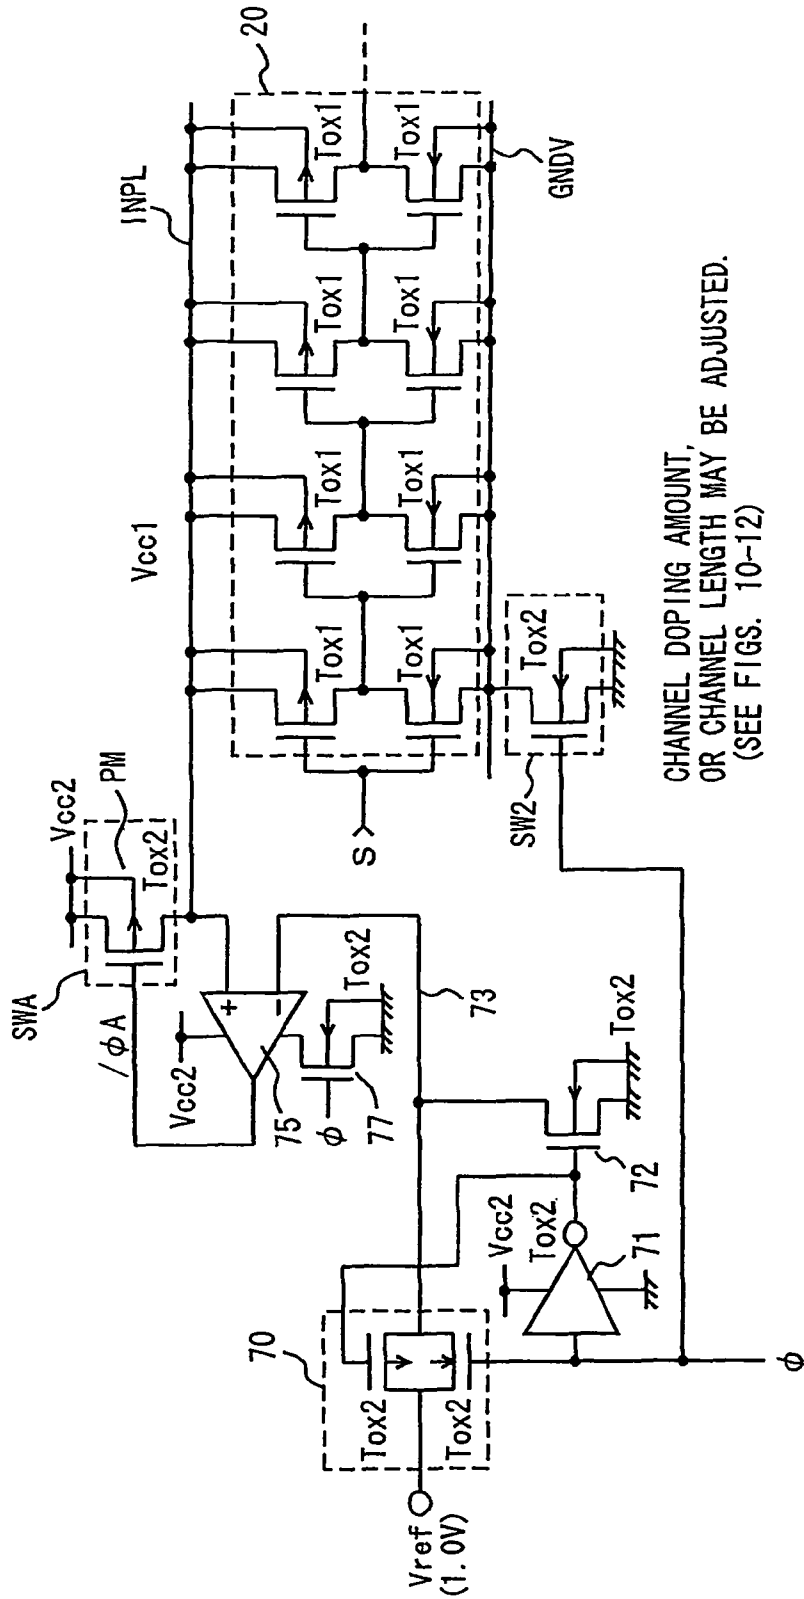 SWA
Vcc2
PM
/φA
Tox2
INPL
Vcc1
20
Vcc2
+
−
75
φ
Tox2
77
73
S
Tox1
Tox1
Tox1
Tox1
Tox1
Tox1
Tox1
Tox1
GNDV
SW2
Tox2
70
Tox2
Tox2
Vref
(1.0V)
Vcc2
Tox2
71
72
Tox2
φ
CHANNEL DOPING AMOUNT,
OR CHANNEL LENGTH MAY BE ADJUSTED.
(SEE FIGS. 10-12)